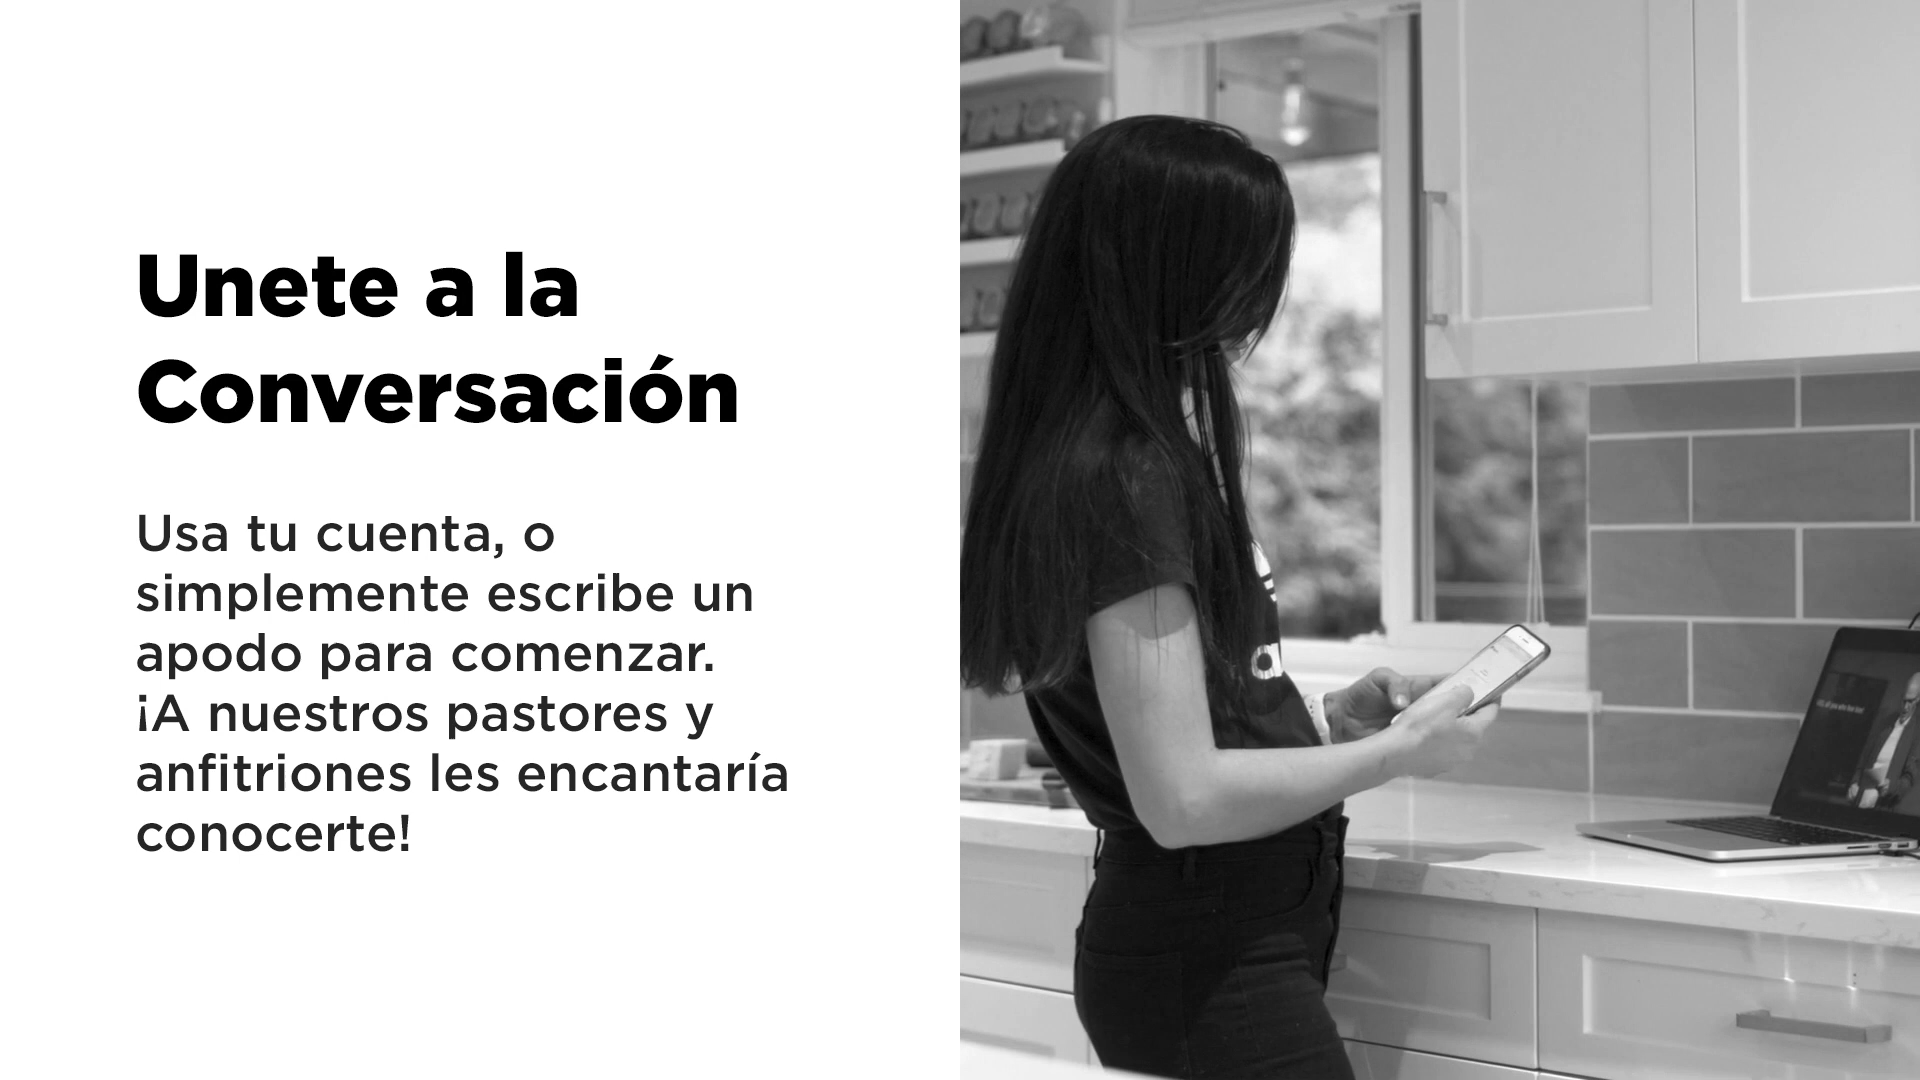 Unete a la
Conversación
Usa tu cuenta, o
simplemente escribe un
apodo para comenzar.
¡A nuestros pastores y
anfitriones les encantaría
conocerte!